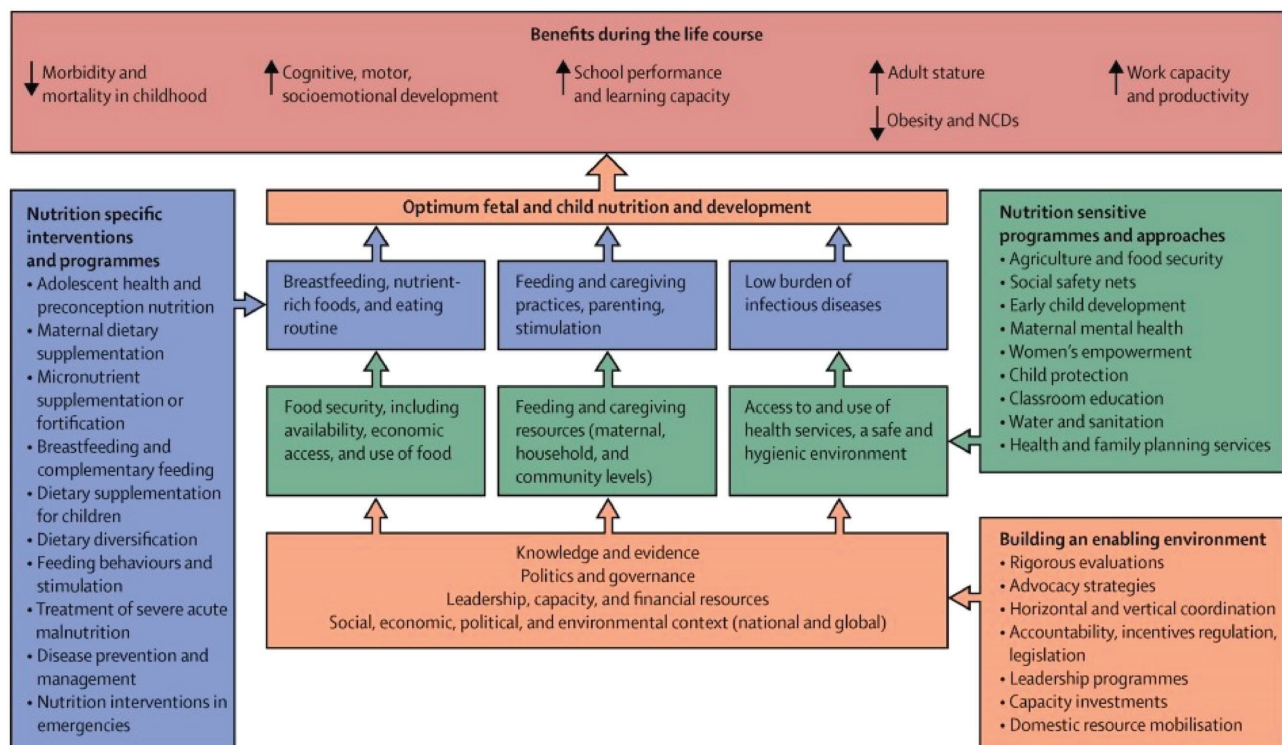 Benefits during the life course
Morbidity and
mortality in childhood
Cognitive, motor,
socioemotional development
School performance
and learning capacity
Adult stature
Obesity and NCDs
Work capacity
and productivity
Optimum fetal and child nutrition and development
Nutrition specific
interventions
and programmes
• Adolescent health and
preconception nutrition
• Maternal dietary
supplementation
• Micronutrient
supplementation or
fortification
• Breastfeeding and
complementary feeding
• Dietary supplementation
for children
• Dietary diversification
• Feeding behaviours and
stimulation
• Treatment of severe acute
malnutrition
• Disease prevention and
management
• Nutrition interventions in
emergencies
Breastfeeding, nutrient-
rich foods, and eating
routine
Feeding and caregiving
practices, parenting,
stimulation
Low burden of
infectious diseases
Food security, including
availability, economic
access, and use of food
Feeding and caregiving
resources (maternal,
household, and
community levels)
Access to and use of
health services, a safe and
hygienic environment
Knowledge and evidence
Politics and governance
Leadership, capacity, and financial resources
Social, economic, political, and environmental context (national and global)
Nutrition sensitive
programmes and approaches
• Agriculture and food security
• Social safety nets
• Early child development
• Maternal mental health
• Women's empowerment
• Child protection
• Classroom education
• Water and sanitation
• Health and family planning services
Building an enabling environment
• Rigorous evaluations
• Advocacy strategies
• Horizontal and vertical coordination
• Accountability, incentives regulation,
legislation
• Leadership programmes
• Capacity investments
• Domestic resource mobilisation